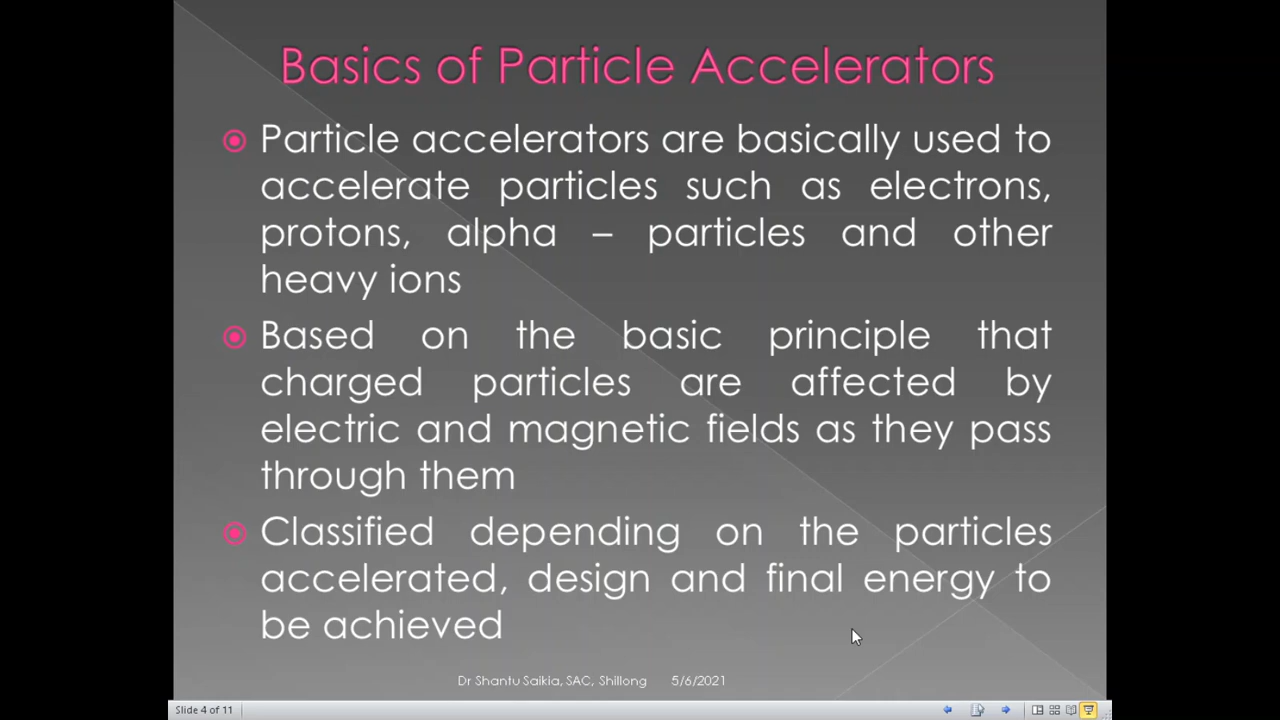 Basics of Particle Accelerators
Particle accelerators are basically used to
accelerate particles such as electrons,
protons, alpha – particles and other
heavy ions
Based on the basic principle that
charged particles are affected by
electric and magnetic fields as they pass
through them
Classified depending on the particles
accelerated, design and final energy to
be achieved
Dr Shantu Saikia, SAC, Shillong 5/6/2021
Slide 4 of 11